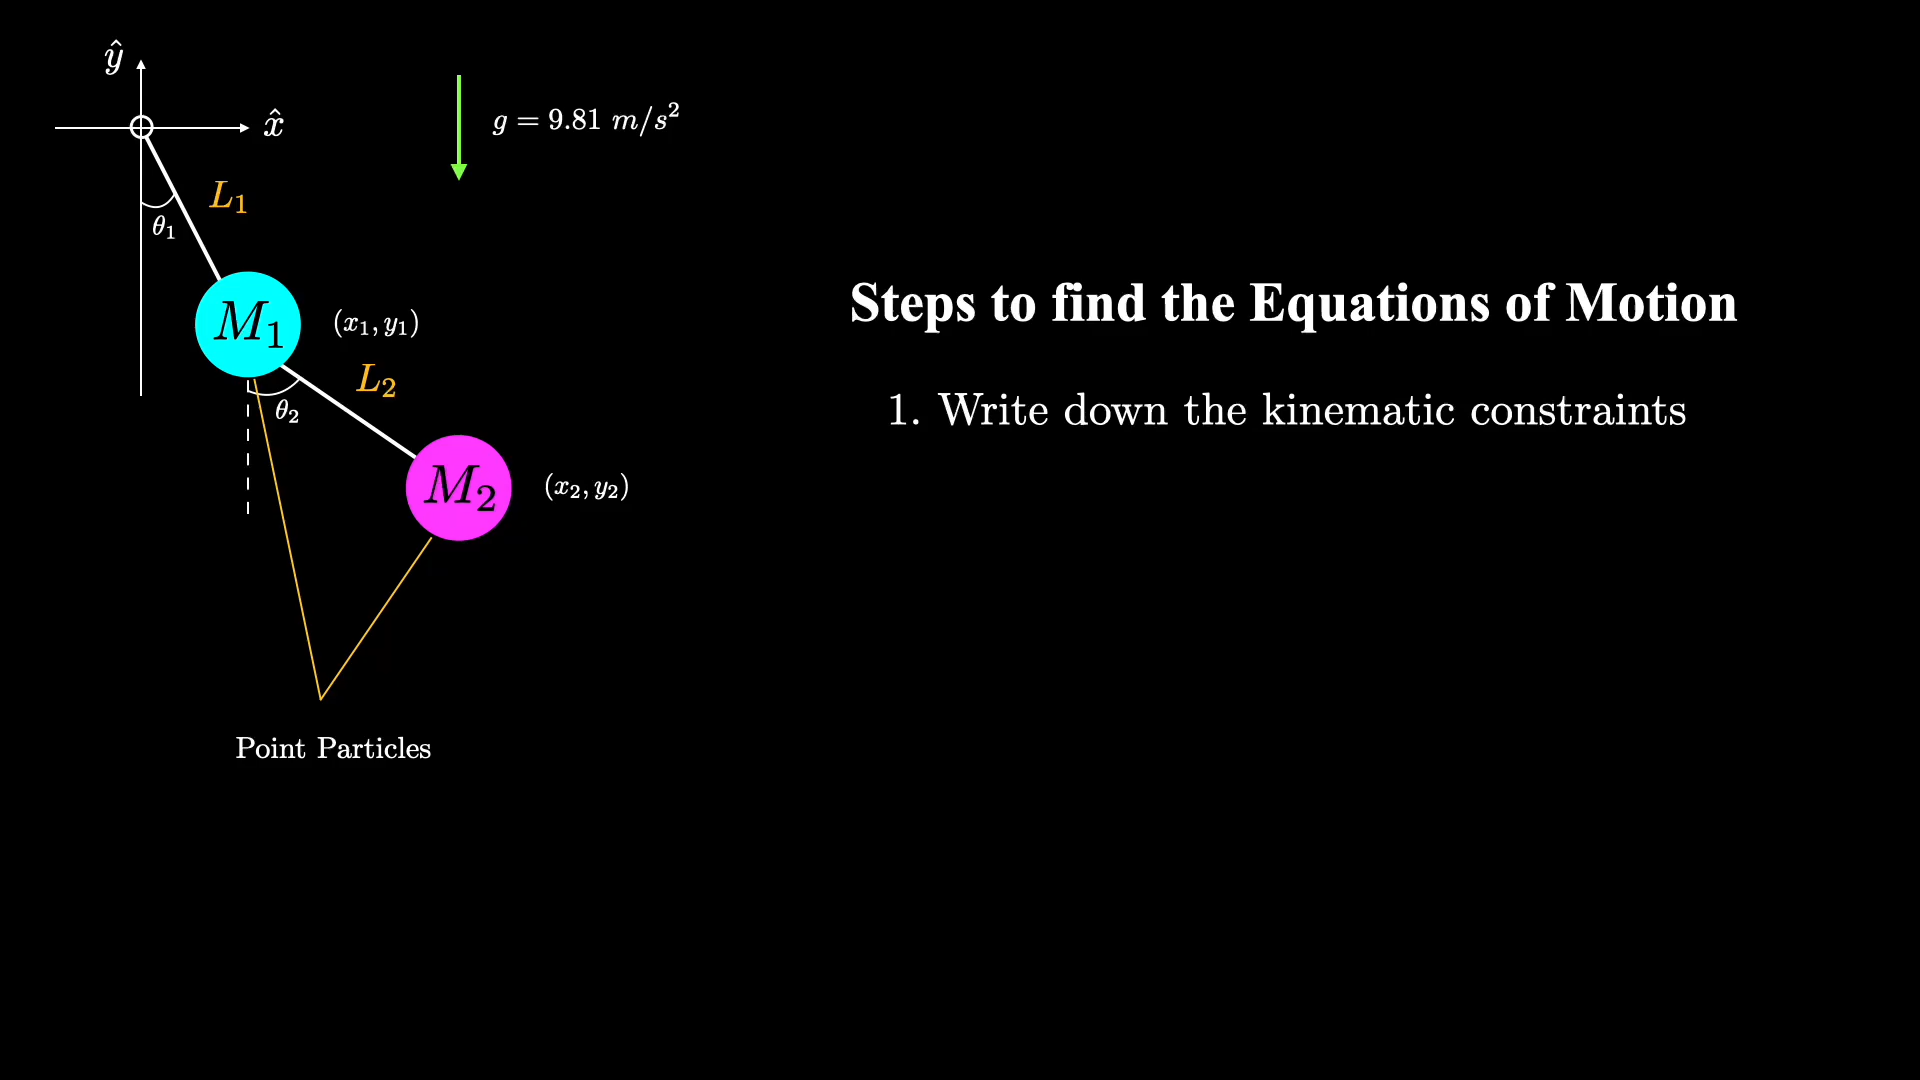 ŷ
x̂
g = 9.81 m/s²
L₁
θ₁
M₁
(x₁, y₁)
L₂
θ₂
M₂
(x₂, y₂)
Point Particles
Steps to find the Equations of Motion
1. Write down the kinematic constraints